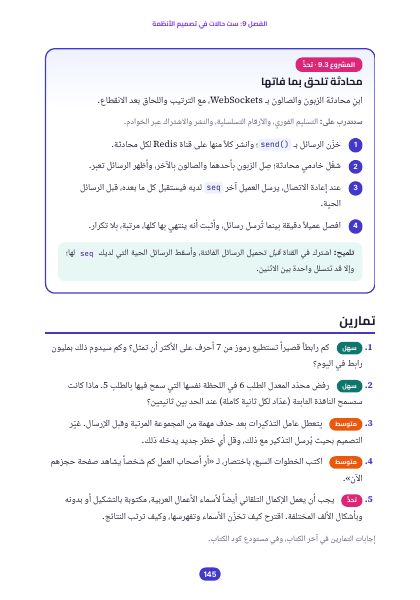 الفصل 9: ست حالات في تصميم الأنظمة
المشروع 9.3 · تحدٍّ
محادثة تلحق بما فاتها
ابنِ محادثة الزبون والصالون بـ WebSockets، مع الترتيب واللحاق بعد الانقطاع.
ستتدرب على: التسليم الفوري، والأرقام التسلسلية، والنشر والاشتراك عبر الخوادم.
1 خزّن الرسائل بـ send()؛ وانشر كلاً منها على قناة Redis لكل محادثة.
2 شغّل خادمي محادثة؛ صِل الزبون بأحدهما والصالون بالآخر، وأظهر الرسائل تعبر.
3 عند إعادة الاتصال، يرسل العميل آخر seq لديه فيستقبل كل ما بعده، قبل الرسائل
الحية.
4 افصل عميلاً دقيقة بينما تُرسل رسائل، وأثبت أنه ينتهي بها كلها، مرتبة، بلا تكرار.
تلميح: اشترك في القناة قبل تحميل الرسائل الفائتة، وأسقط الرسائل الحية التي لديك seq لها؛
وإلا قد تتسلل واحدة بين الاثنين.
تمارين
1. سهل كم رابطاً قصيراً تستطيع رموز من 7 أحرف على الأكثر أن تمثل؟ وكم سيدوم ذلك بمليون
رابط في اليوم؟
2. سهل رفض محدّد المعدل الطلب 6 في اللحظة نفسها التي سمح فيها بالطلب 5. ماذا كانت
ستسمح النافذة الثابتة (عدّاد لكل ثانية كاملة) عند الحد بين ثانيتين؟
3. متوسط يتعطل عامل التذكيرات بعد حذف مهمة من المجموعة المرتبة وقبل الإرسال. غيّر
التصميم بحيث يُرسل التذكير مع ذلك، وقل أي خطر جديد يدخله ذلك.
4. متوسط اكتب الخطوات السبع، باختصار، لـ «أرِ أصحاب العمل كم شخصاً يشاهد صفحة حجزهم
الآن».
5. تحدٍّ يجب أن يعمل الإكمال التلقائي أيضاً لأسماء الأعمال العربية، مكتوبة بالتشكيل أو بدونه
وبأشكال الألف المختلفة. اقترح كيف تخزّن الأسماء وتفهرسها، وكيف ترتب النتائج.
إجابات التمارين في آخر الكتاب، وفي مستودع كود الكتاب.
145